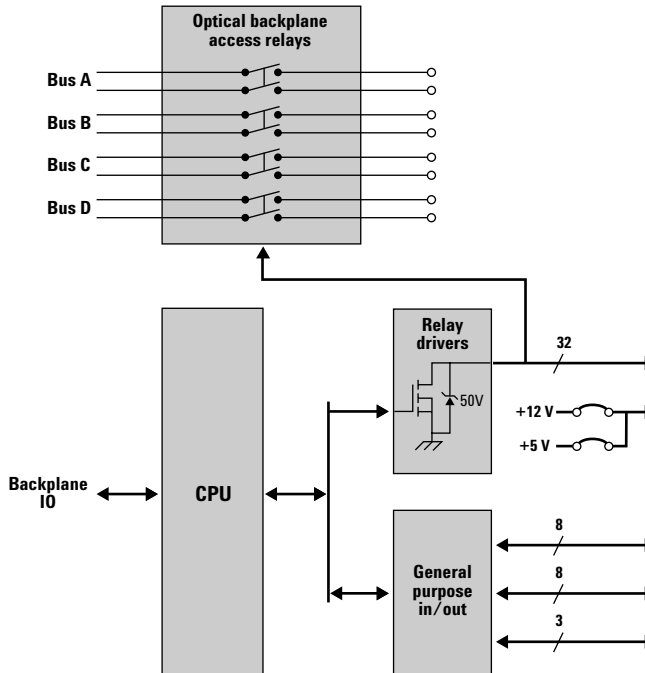 Optical backplane
access relays
Bus A
Bus B
Bus C
Bus D
Relay
drivers
50V
32
+12 V
+5 V
Backplane
IO
CPU
General
purpose
in/out
8
8
3